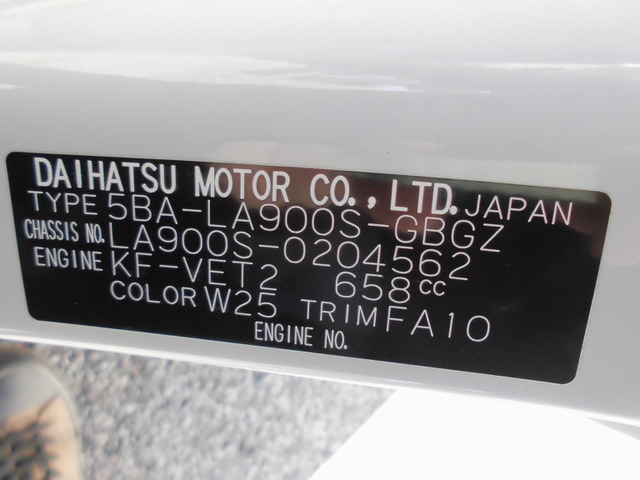 DAIHATSU MOTOR CO., LTD. JAPAN
TYPE 5BA-LA900S-GBGZ
CHASSIS NO. LA900S-0204562
ENGINE KF-VET2 658cc
COLOR W25 TRIM FA10
ENGINE NO.